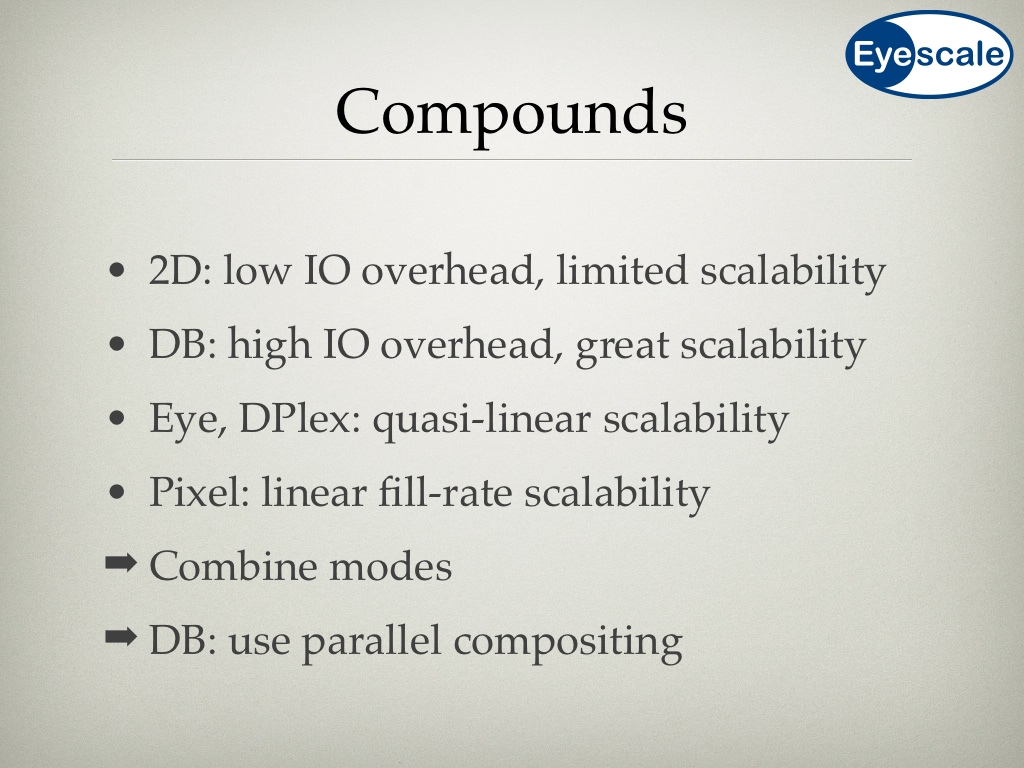 Eyescale
Compounds
• 2D: low IO overhead, limited scalability
• DB: high IO overhead, great scalability
• Eye, DPlex: quasi-linear scalability
• Pixel: linear fill-rate scalability
➡ Combine modes
➡ DB: use parallel compositing